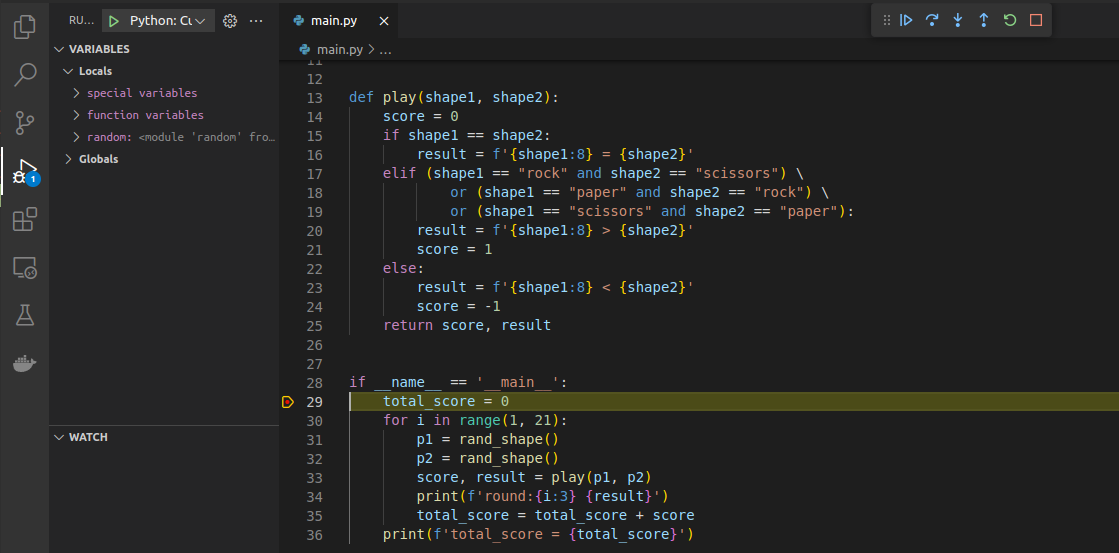 RU... Python: Cu ...
VARIABLES
Locals
special variables
function variables
random: <module 'random' fro...
Globals
1
WATCH
main.py
main.py > ...
11
12
13 def play(shape1, shape2):
14     score = 0
15     if shape1 == shape2:
16         result = f'{shape1:8} = {shape2}'
17     elif (shape1 == "rock" and shape2 == "scissors") \
18             or (shape1 == "paper" and shape2 == "rock") \
19             or (shape1 == "scissors" and shape2 == "paper"):
20         result = f'{shape1:8} > {shape2}'
21         score = 1
22     else:
23         result = f'{shape1:8} < {shape2}'
24         score = -1
25     return score, result
26
27
28 if __name__ == '__main__':
29     total_score = 0
30     for i in range(1, 21):
31         p1 = rand_shape()
32         p2 = rand_shape()
33         score, result = play(p1, p2)
34         print(f'round:{i:3} {result}')
35         total_score = total_score + score
36     print(f'total_score = {total_score}')